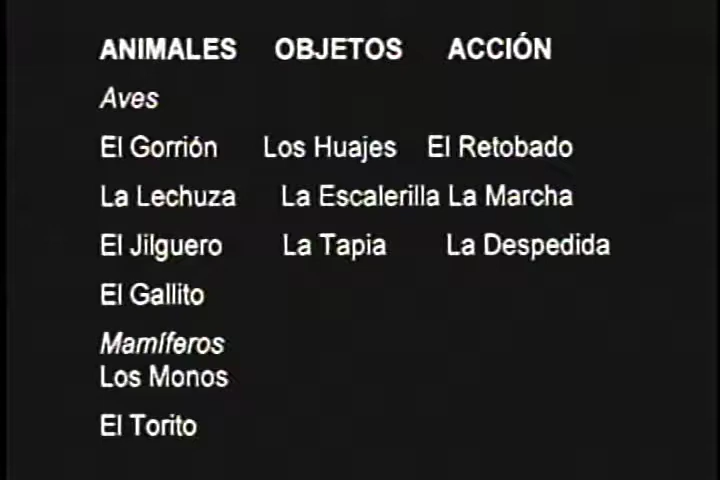 ANIMALES OBJETOS ACCIÓN
Aves
El Gorrión Los Huajes El Retobado
La Lechuza La Escalerilla La Marcha
El Jilguero La Tapia La Despedida
El Gallito
Mamíferos
Los Monos
El Torito